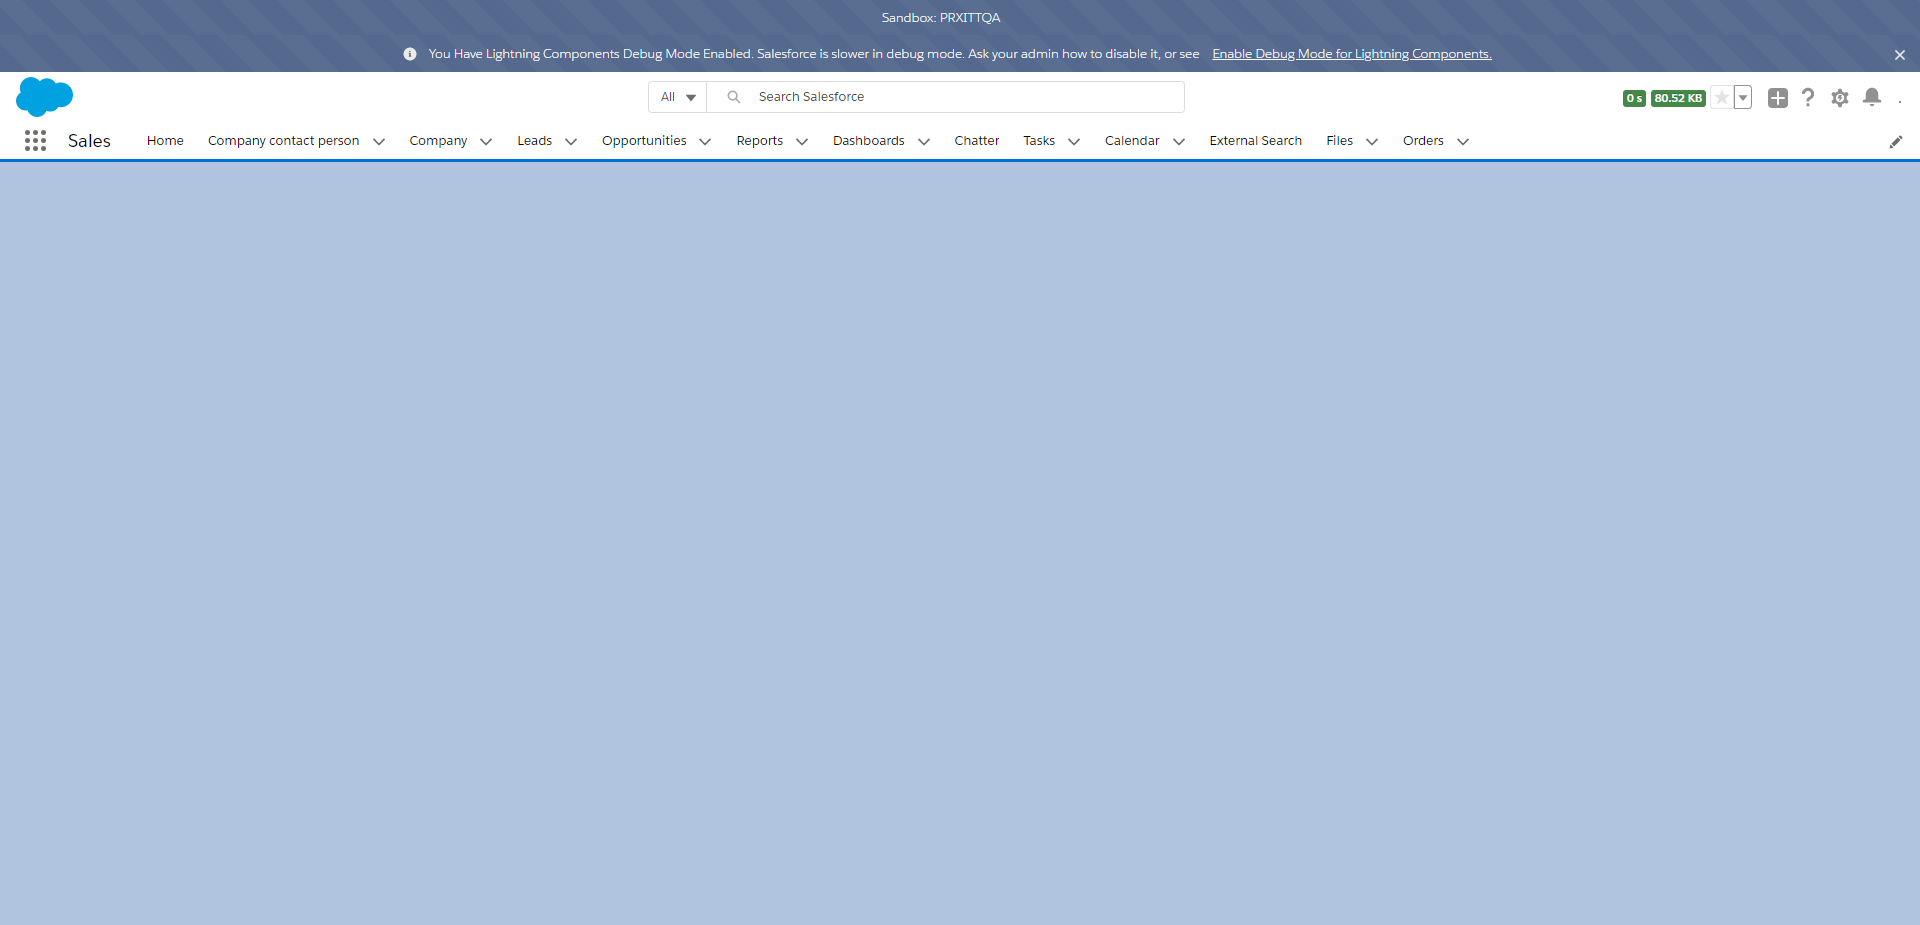 Sandbox: PRXITTQA
You Have Lightning Components Debug Mode Enabled. Salesforce is slower in debug mode. Ask your admin how to disable it, or see Enable Debug Mode for Lightning Components.
All Search Salesforce 0 s 80.52 KB
Sales Home Company contact person Company Leads Opportunities Reports Dashboards Chatter Tasks Calendar External Search Files Orders